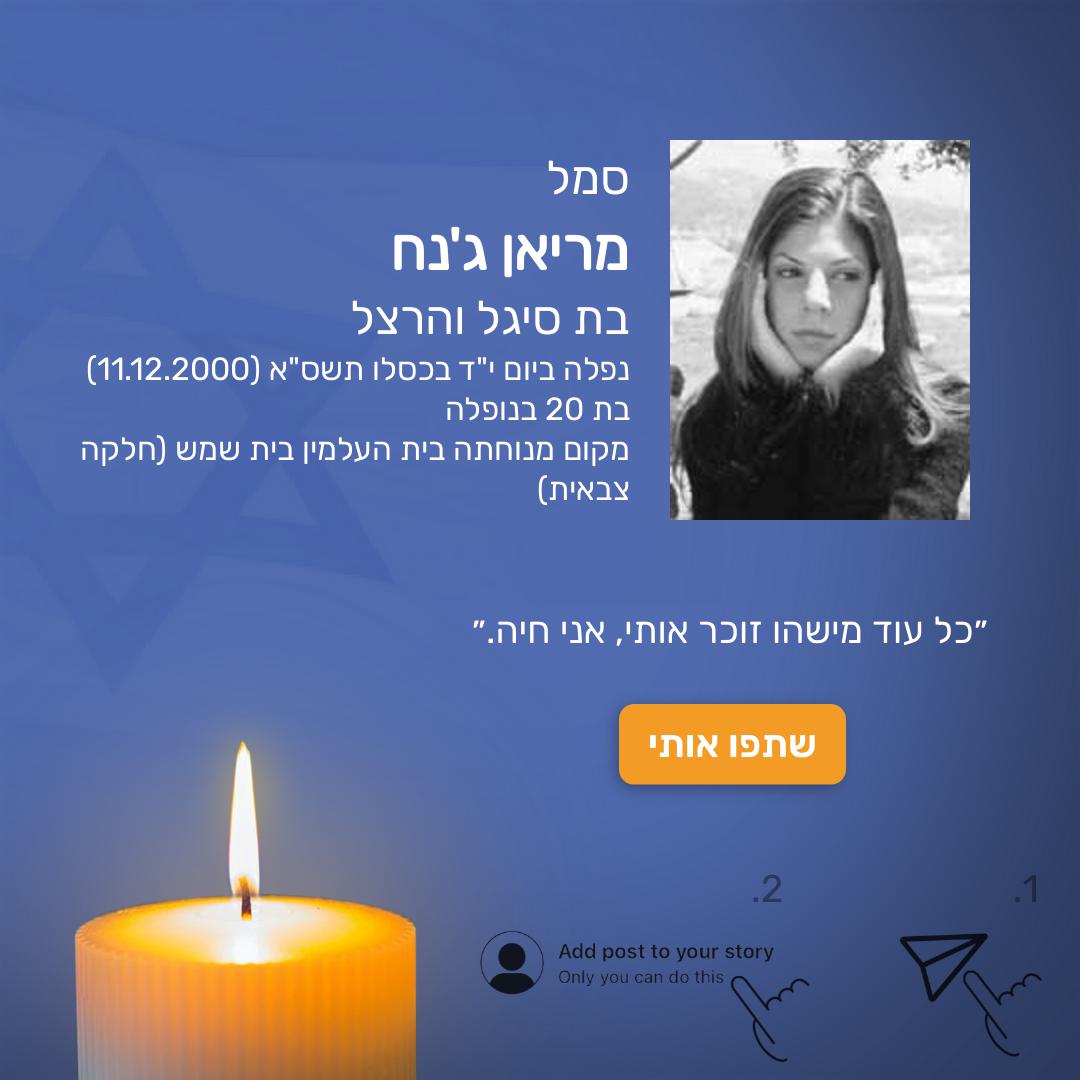 סמל
מריאן ג'נח
בת סיגל והרצל
נפלה ביום י"ד בכסלו תשס"א (11.12.2000)
בת 20 בנופלה
מקום מנוחתה בית העלמין בית שמש (חלקה
צבאית)
״כל עוד מישהו זוכר אותי, אני חיה.״
שתפו אותי
.1
.2
Add post to your story
Only you can do this